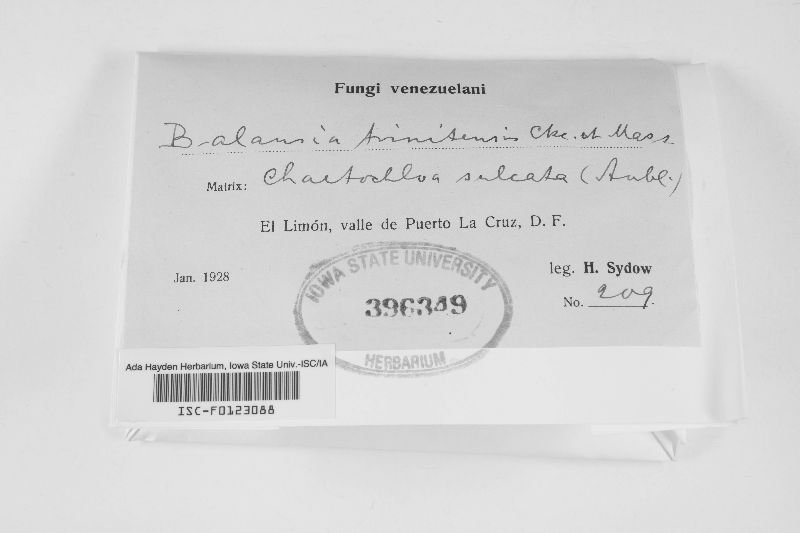 Fungi venezuelani
Balansia trinitensis Cke. et Mass.
Matrix: Chaetochloa sulcata (Aubl.)
El Limón, valle de Puerto La Cruz, D. F.
Jan. 1928
leg. H. Sydow
No. 209.
IOWA STATE UNIVERSITY
396349
HERBARIUM
Ada Hayden Herbarium, Iowa State Univ.-ISC/IA
ISC-F0123088